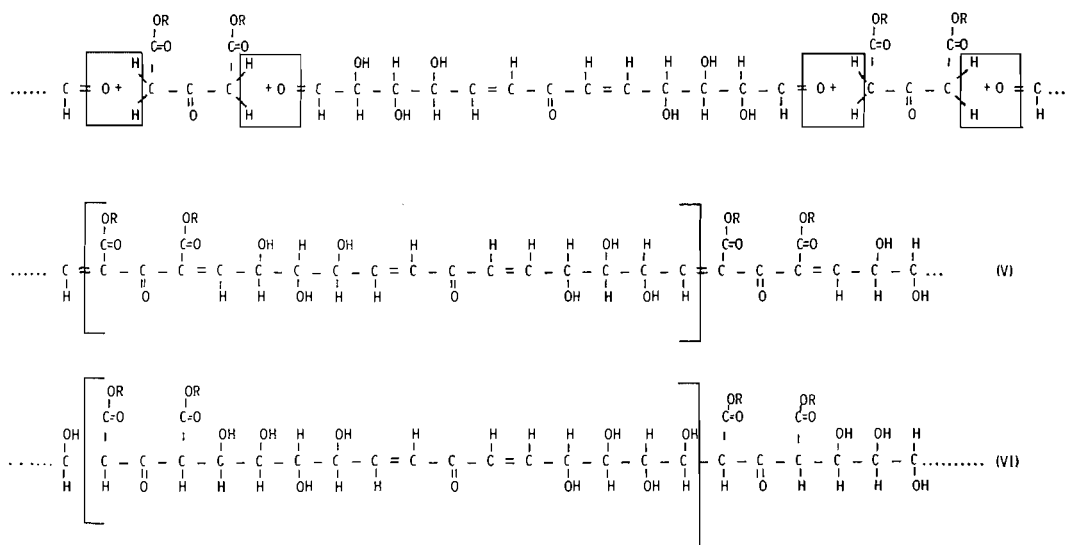 OR OR OR OR
C=O C=O C=O C=O
H H OH H OH H H H H OH H H H
...... C = O + C - C - C + O = C - C - C - C - C = C - C - C = C - C - C - C - C = O + C - C - C + O = C...
H H O H H H OH H H O OH H OH H H O H H
OR OR OR OR
C=O C=O OH H OH H H H H H H C=O C=O OH H
...... C = C - C - C = C - C - C - C - C = C - C - C = C - C - C - C - C = C - C - C = C - C - C... (V)
H O H H OH H H O OH H OH H O H H OH
OR OR OR OR
C=O C=O C=O C=O
OH OH OH H OH H H H H OH H OH OH OH H
...... C - C - C - C - C - C - C - C - C = C - C - C = C - C - C - C - C - C - C - C - C - C - C.......... (VI)
H H O H H H OH H H O OH H OH H H O H H OH